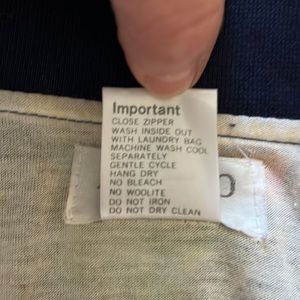 Important
CLOSE ZIPPER
WASH INSIDE OUT
WITH LAUNDRY BAG
MACHINE WASH COOL
SEPARATELY
GENTLE CYCLE
HANG DRY
NO BLEACH
NO WOOLITE
DO NOT IRON
DO NOT DRY CLEAN